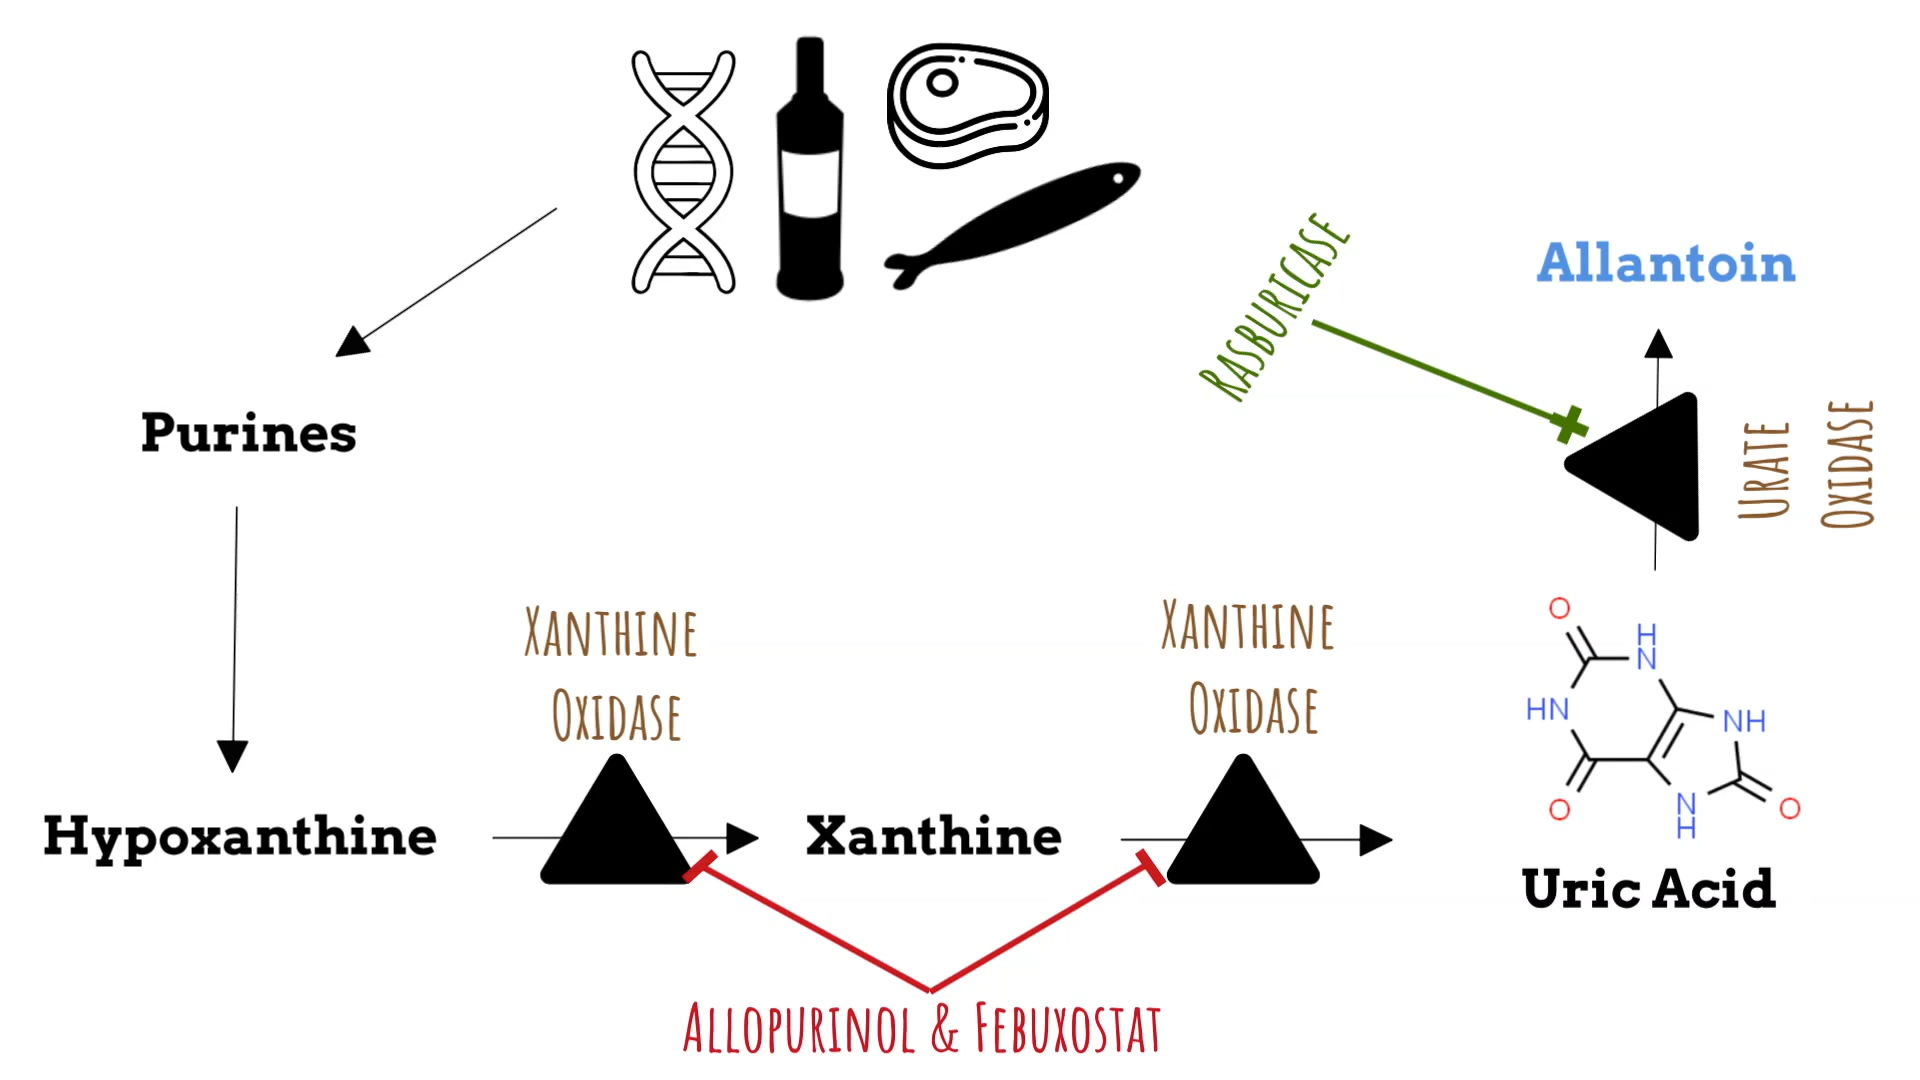 Rasburicase
Allantoin
Purines
Urate
Oxidase
Xanthine
Oxidase
Xanthine
Oxidase
O
H
N
HN
NH
O
N
H
O
Hypoxanthine
Xanthine
Uric Acid
Allopurinol & Febuxostat